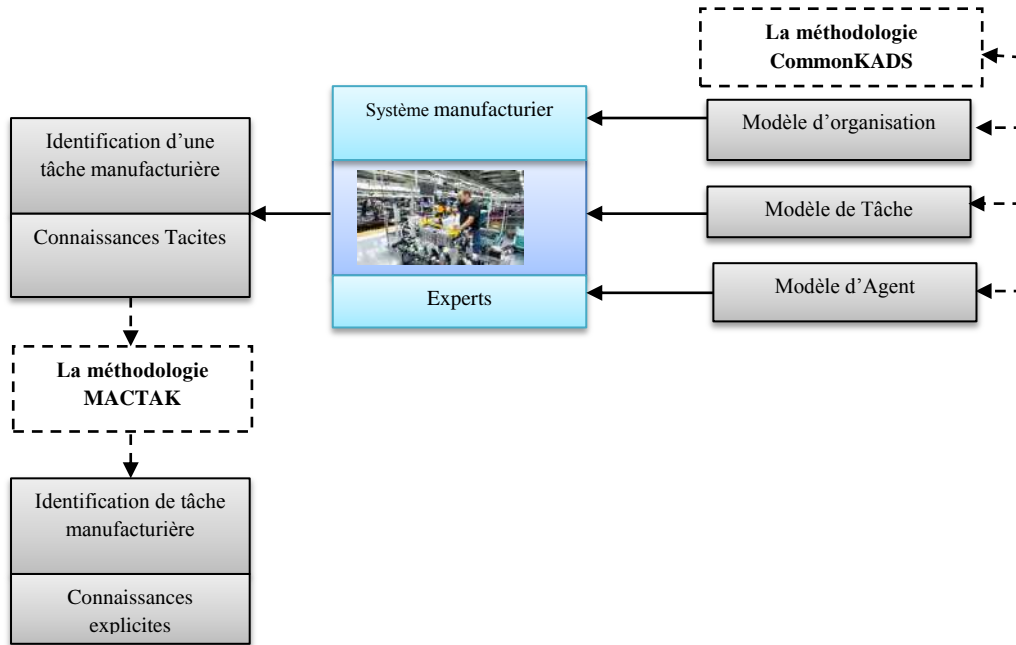 La méthodologie
CommonKADS
Système manufacturier
Modèle d'organisation
Identification d'une
tâche manufacturière
Modèle de Tâche
Connaissances Tacites
Modèle d'Agent
Experts
La méthodologie
MACTAK
Identification de tâche
manufacturière
Connaissances
explicites